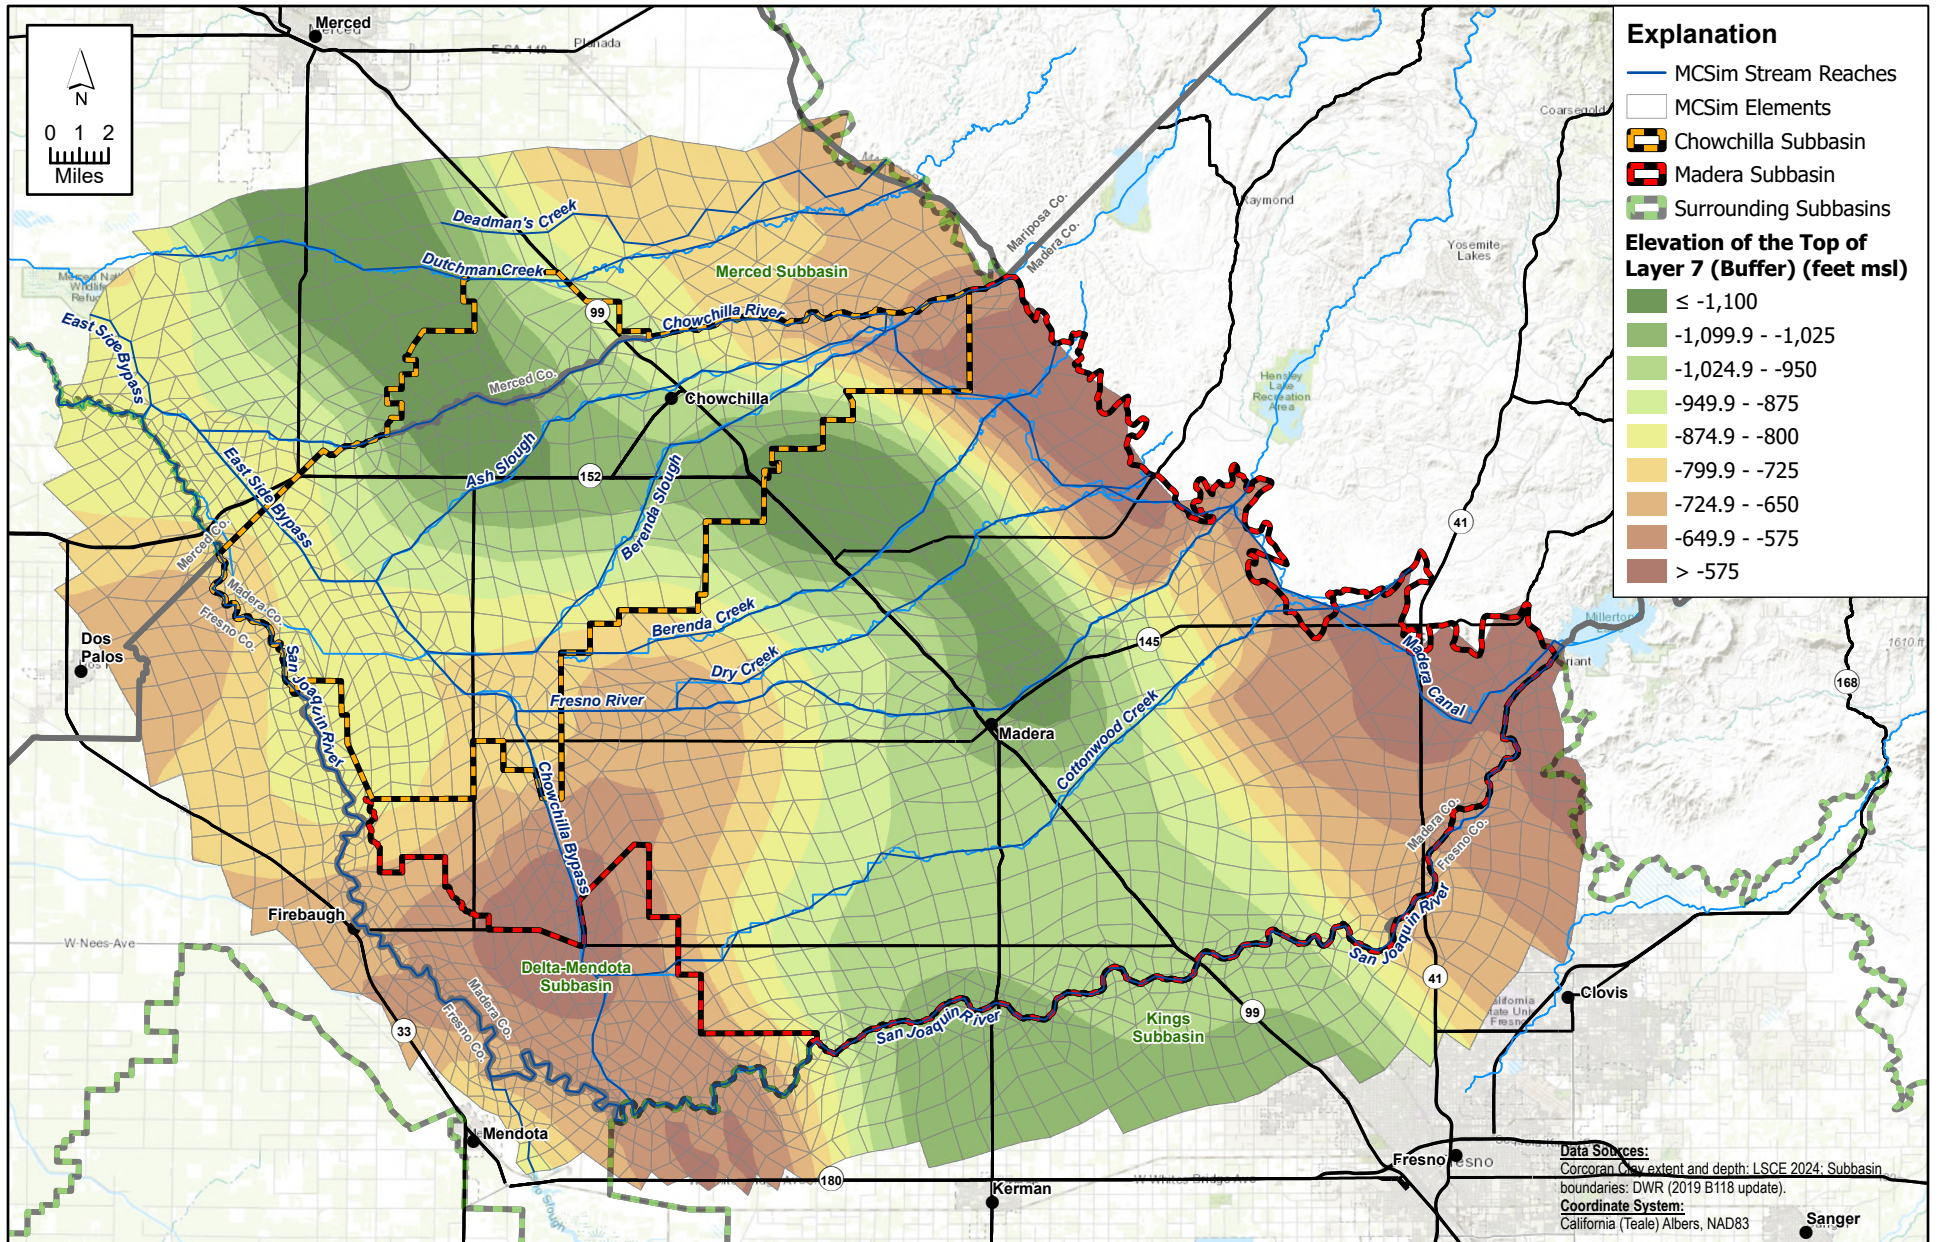 Explanation
MCSim Stream Reaches
MCSim Elements
Chowchilla Subbasin
Madera Subbasin
Surrounding Subbasins
Elevation of the Top of
Layer 7 (Buffer) (feet msl)
≤ -1,100
-1,099.9 - -1,025
-1,024.9 - -950
-949.9 - -875
-874.9 - -800
-799.9 - -725
-724.9 - -650
-649.9 - -575
> -575
N
0 1 2
Miles
Merced
E-SA-140
Planada
Coarsegold
Raymond
Yosemite
Lakes
Mariposa Co.
Madera Co.
Deadman's Creek
Dutchman Creek
Merced Subbasin
99
Chowchilla River
East Side Bypass
Merced Co.
Chowchilla
Hensley
Lake
Recreation
Area
East Side Bypass
Ash Slough
152
Berenda Slough
41
Merced Co.
Madera Co.
Fresno Co.
Berenda Creek
145
Millerton
1610 ft
Dos
Palos
San Joaquin River
Dry Creek
Fresno River
Madera Canal
168
Madera
Cottonwood Creek
Chowchilla Bypass
Madera Co.
Fresno Co.
Firebaugh
W Nees Ave
Delta-Mendota
Subbasin
San Joaquin River
41
Clovis
Madera Co.
Fresno Co.
33
San Joaquin River
Kings
Subbasin
99
Mendota
180
Kerman
W Whites Bridge Ave
Fresno
Data Sources:
Corcoran Clay extent and depth: LSCE 2024; Subbasin
boundaries: DWR (2019 B118 update).
Coordinate System:
California (Teale) Albers, NAD83
Sanger